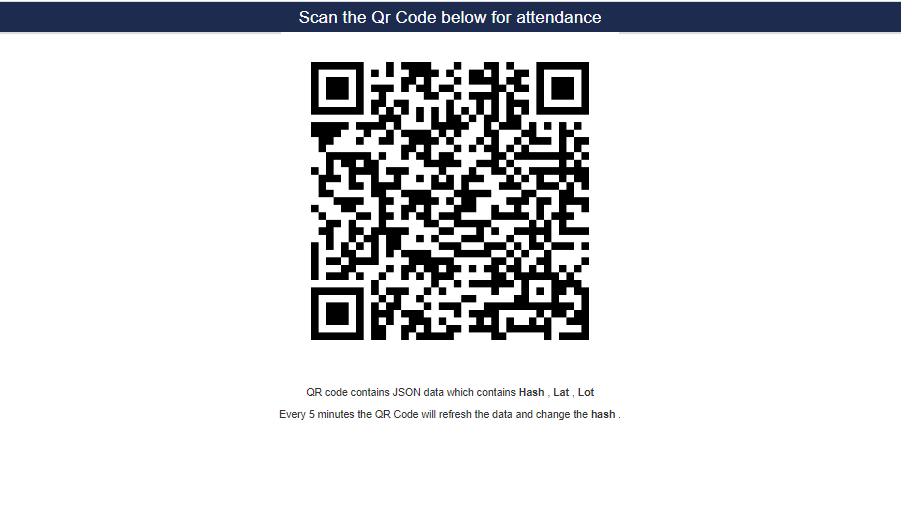 Scan the Qr Code below for attendance
QR code contains JSON data which contains Hash , Lat , Lot
Every 5 minutes the QR Code will refresh the data and change the hash .